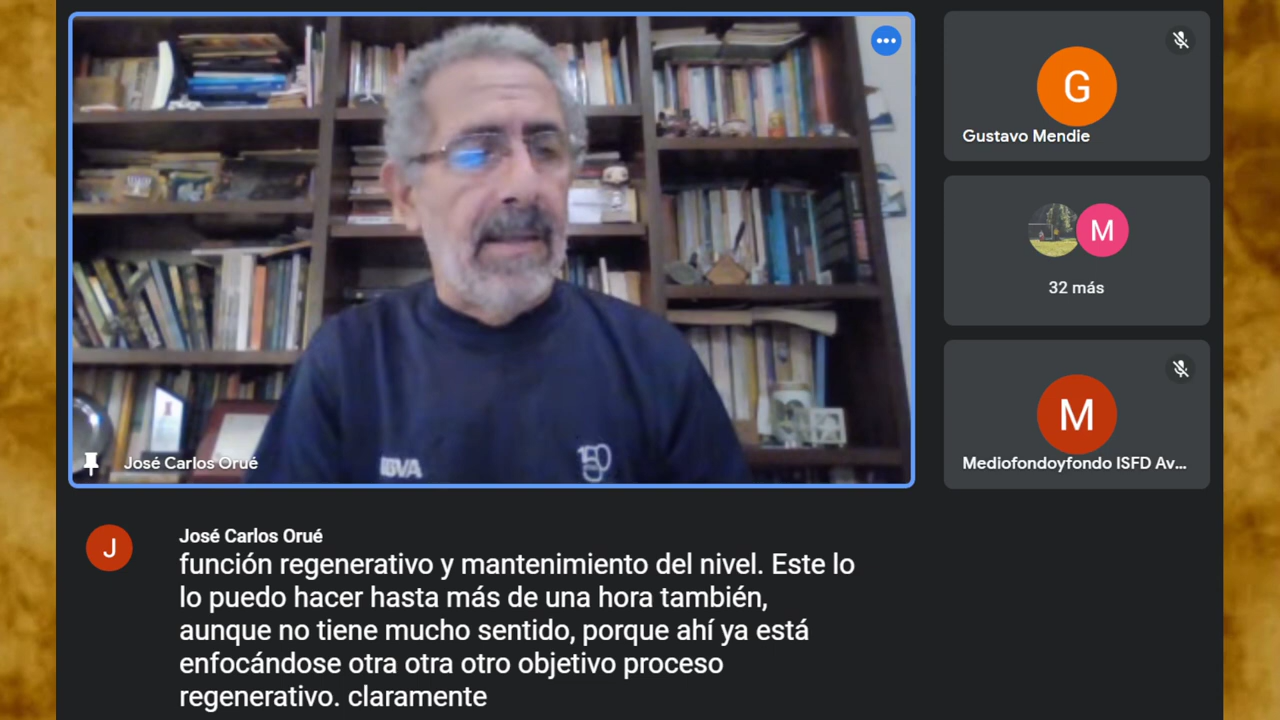 G
Gustavo Mendie
M
32 más
M
Mediofondoyfondo ISFD Av...
José Carlos Orué
BBVA
150
J
José Carlos Orué
función regenerativo y mantenimiento del nivel. Este lo
lo puedo hacer hasta más de una hora también,
aunque no tiene mucho sentido, porque ahí ya está
enfocándose otra otra otro objetivo proceso
regenerativo. claramente